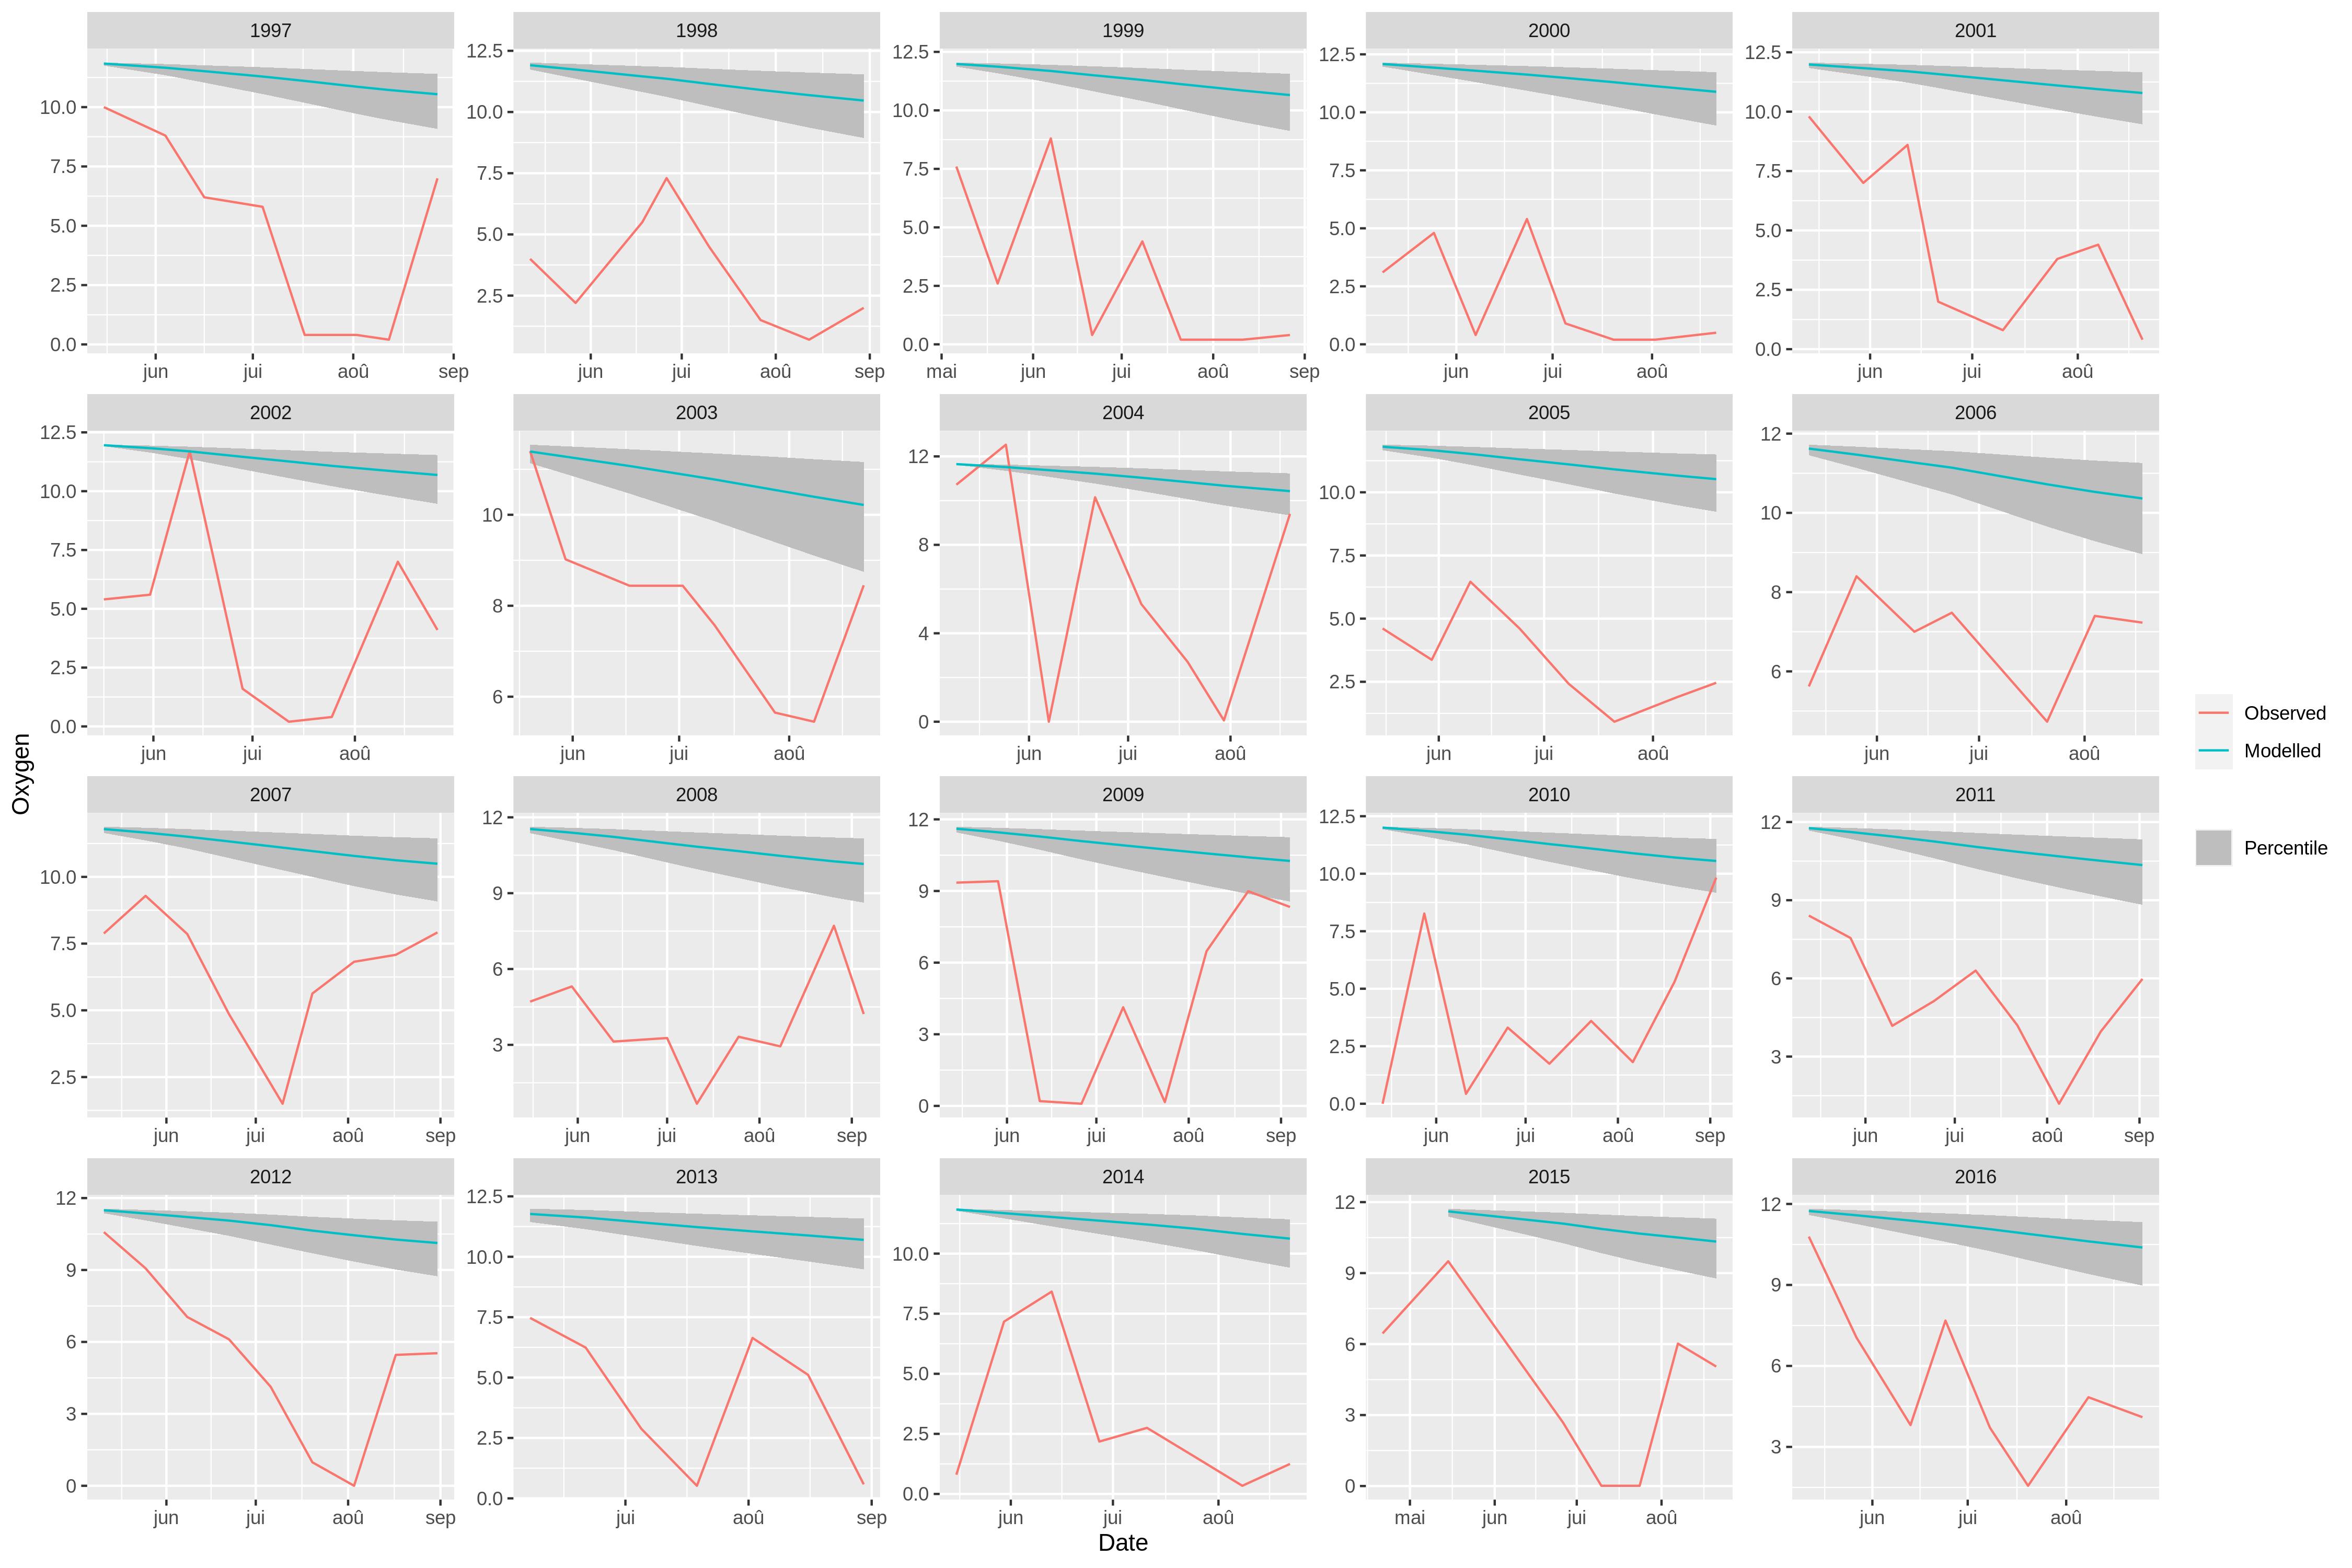 1997 1998 1999 2000 2001
12.5 12.5 12.5 12.5
10.0 10.0 10.0 10.0 10.0
7.5 7.5 7.5 7.5 7.5
5.0 5.0 5.0 5.0 5.0
2.5 2.5 2.5 2.5 2.5
0.0 0.0 0.0 0.0
jun jui aoû sep jun jui aoû sep mai jun jui aoû sep jun jui aoû jun jui aoû
2002 2003 2004 2005 2006
12.5 12 12
10.0 10 10.0 10
7.5 8 8 7.5 8
5.0 4 5.0
2.5 6 2.5 6
0.0 0
jun jui aoû jun jui aoû jun jui aoû jun jui aoû jun jui aoû
Oxygen
Observed
Modelled
Percentile
2007 2008 2009 2010 2011
12 12 12.5 12
10.0 9 9 10.0 9
7.5 6 6 7.5 6
5.0 5.0
2.5 3 3 2.5 3
0 0.0
jun jui aoû sep jun jui aoû sep jun jui aoû sep jun jui aoû sep jun jui aoû sep
2012 2013 2014 2015 2016
12 12.5 12 12
9 10.0 10.0 9 9
6 7.5 7.5 6 6
5.0 5.0
3 2.5 2.5 3 3
0 0.0 0.0 0
jun jui aoû sep jui aoû sep jun jui aoû mai jun jui aoû jun jui aoû
Date